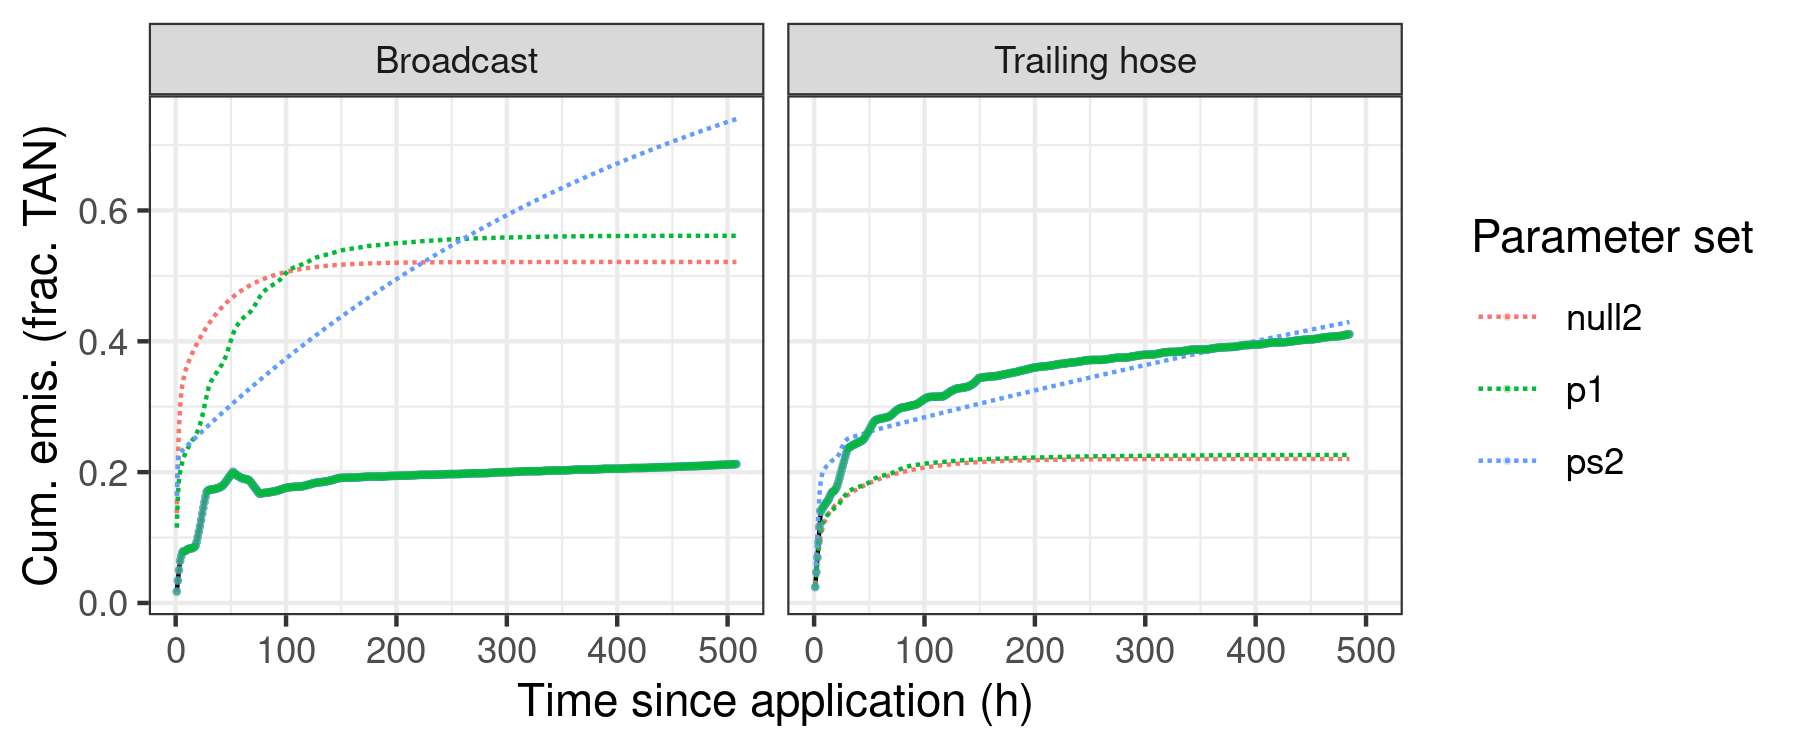 Broadcast
Trailing hose
Cum. emis. (frac. TAN)
0.6
0.4
0.2
0.0
0 100 200 300 400 500
0 100 200 300 400 500
Time since application (h)
Parameter set
null2
p1
ps2